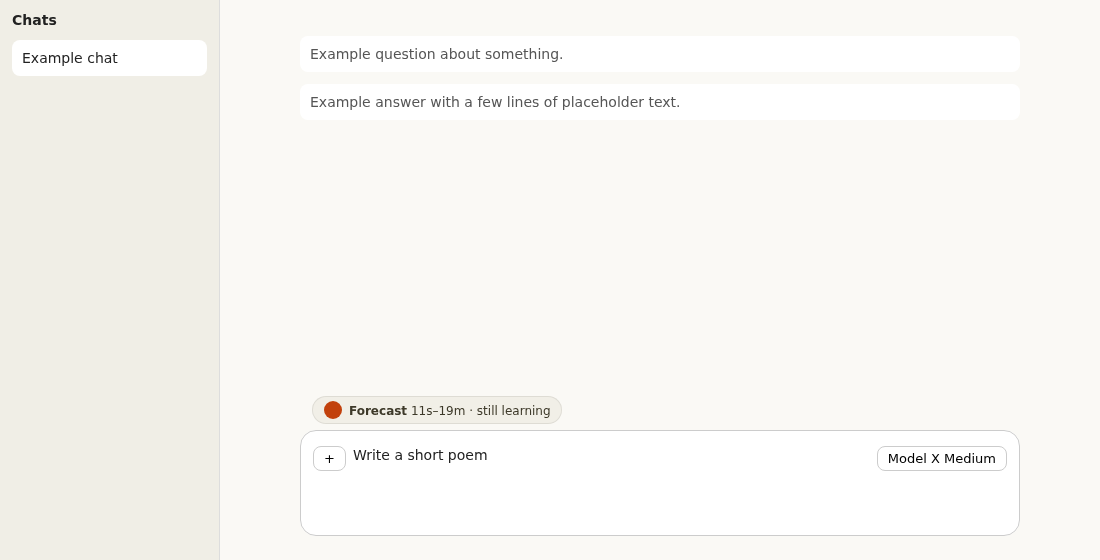 Chats
Example chat
Example question about something.
Example answer with a few lines of placeholder text.
Forecast 11s–19m · still learning
+ Write a short poem Model X Medium